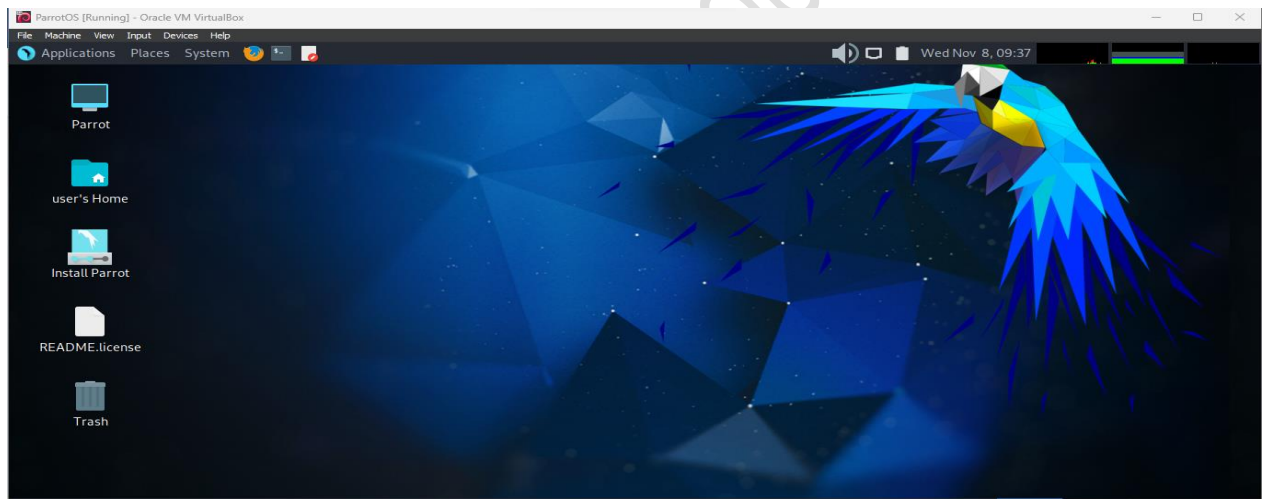 ParrotOS [Running] - Oracle VM VirtualBox
File Machine View Input Devices Help
Applications Places System Wed Nov 8, 09:37
Parrot
user's Home
Install Parrot
README.license
Trash